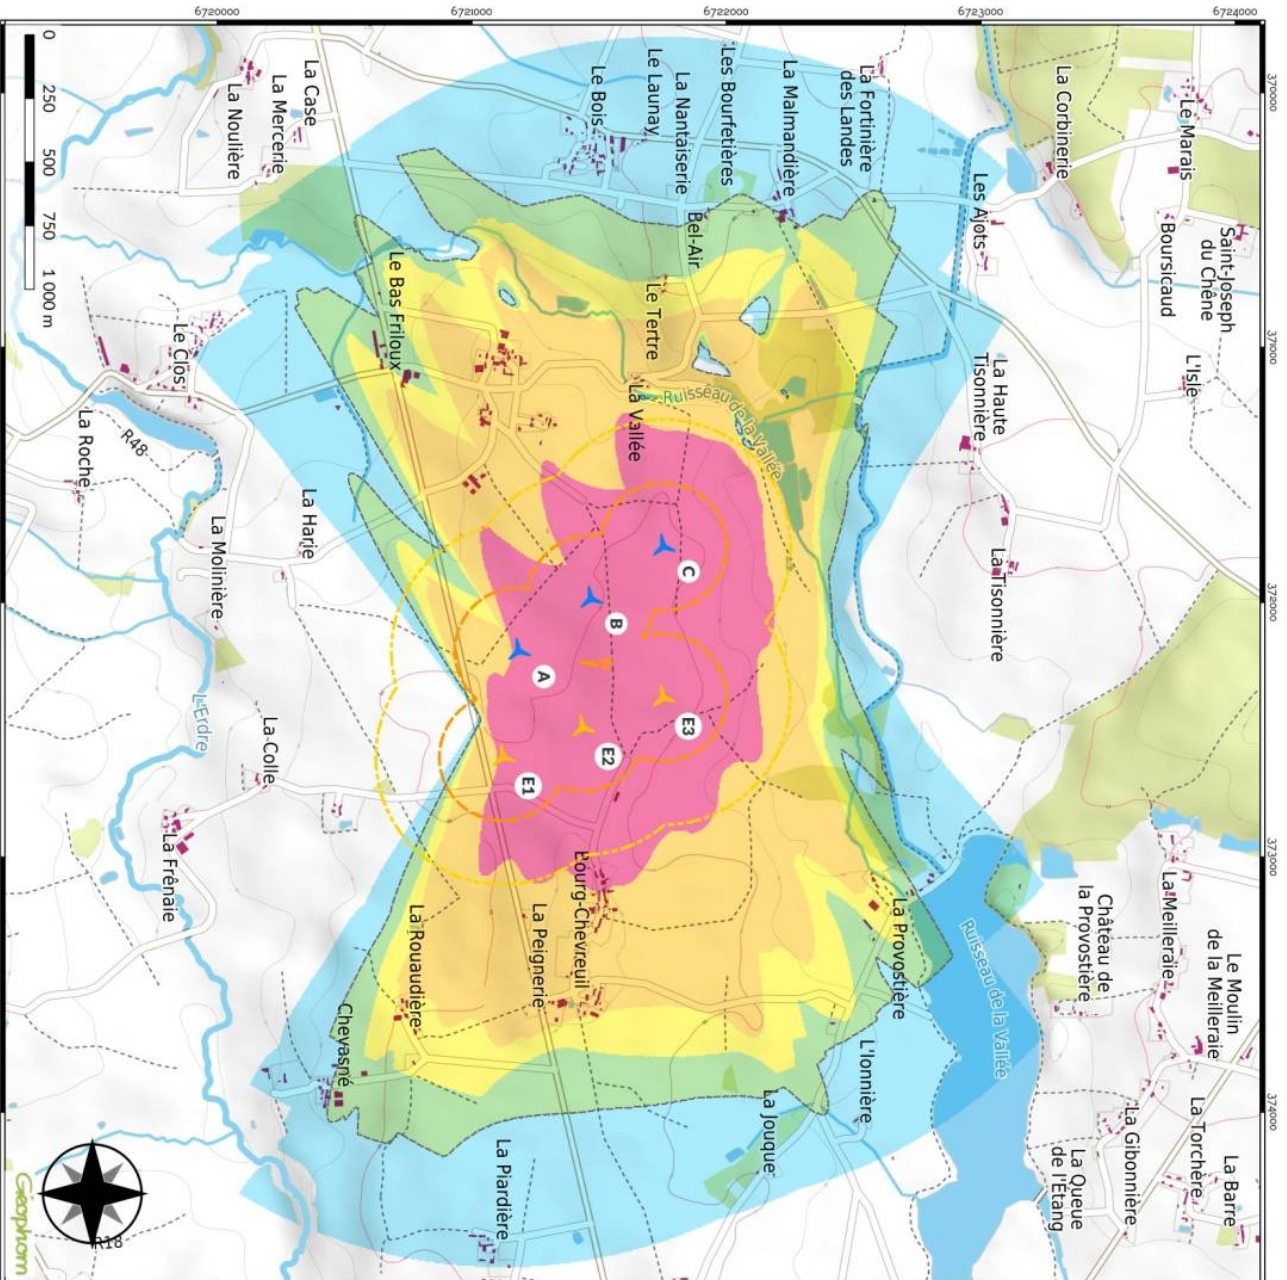 6720000
6721000
6722000
6723000
6724000
370000
371000
372000
373000
374000
0
250
500
750
1 000 m
La Case
La Mercerie
La Noulière
Le Bois
Le Launay
La Nantaiserie
Les Bourfetières
La Malmandière
La Fortinière
des Landes
La Corbinerie
Le Marais
Saint-Joseph
du Chêne
Boursicaud
Les Ajots
Bel-Air
Le Tertre
Le Bas Friloux
Le Clos
L'Isle
La Haute
Tisonnière
La Vallée
Ruisseau de la Vallée
La Roche
R48
La Harie
La Molinière
La Tisonnière
C
B
A
E3
E2
E1
L'Erdre
La Colle
La Frênaie
Bourg-Chevreuil
La Peignerie
La Rouaudière
Chevasné
La Provostière
Château de
la Provostière
La Meilleraie
Le Moulin
de la Meilleraie
Ruisseau de la Vallée
L'Ionnière
La Jouque
La Piardière
La Gibonnière
La Torchère
La Barre
La Queue
de l'Étang
R18
Géophom